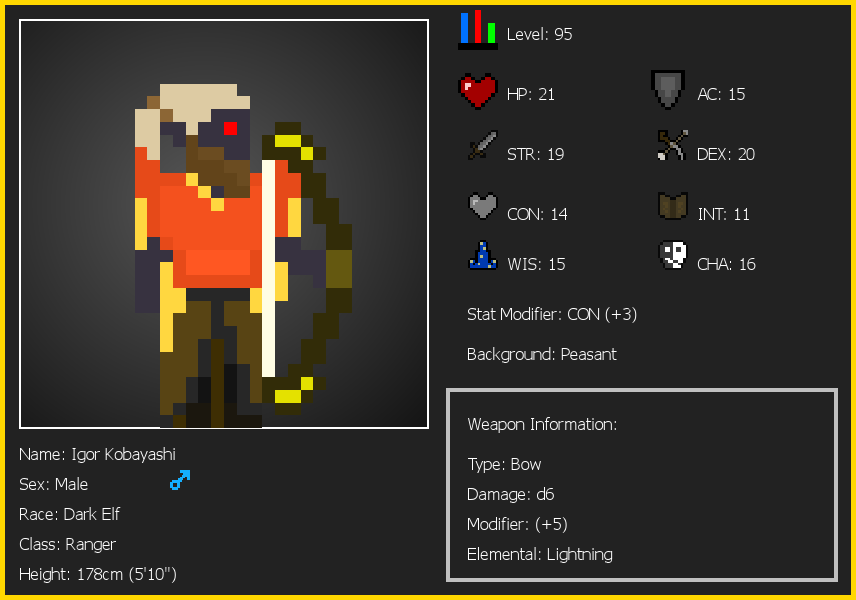 Level: 95
HP: 21
AC: 15
STR: 19
DEX: 20
CON: 14
INT: 11
WIS: 15
CHA: 16
Stat Modifier: CON (+3)
Background: Peasant
Weapon Information:
Type: Bow
Damage: d6
Modifier: (+5)
Elemental: Lightning
Name: Igor Kobayashi
Sex: Male
Race: Dark Elf
Class: Ranger
Height: 178cm (5'10")